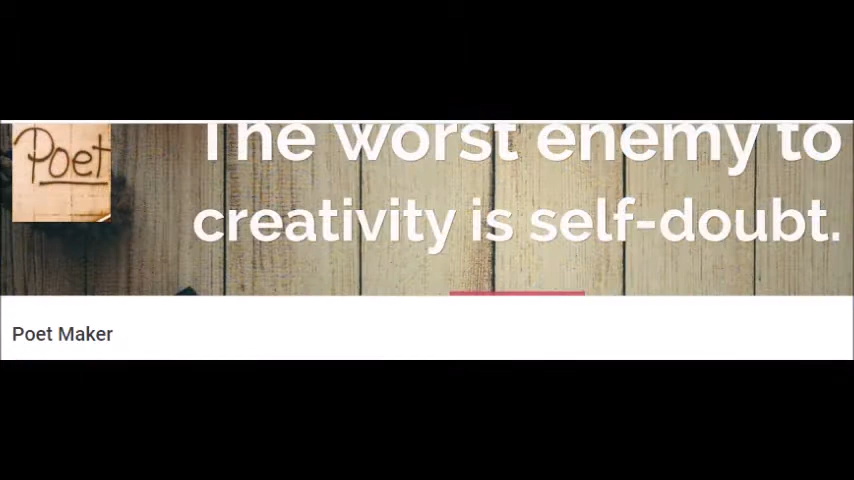 Poet
The worst enemy to
creativity is self-doubt.
Poet Maker